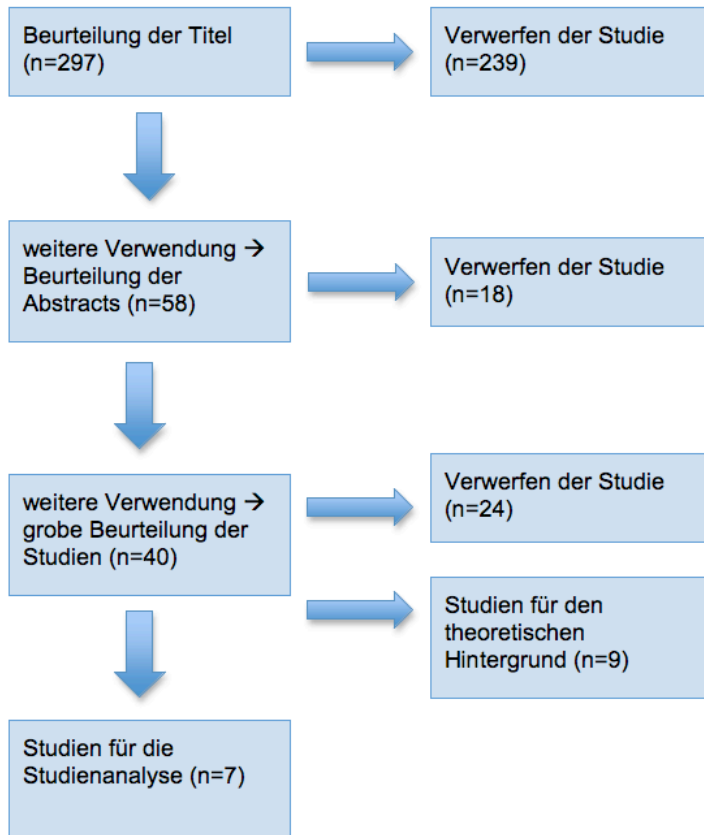 Beurteilung der Titel
(n=297)
Verwerfen der Studie
(n=239)
weitere Verwendung →
Beurteilung der
Abstracts (n=58)
Verwerfen der Studie
(n=18)
weitere Verwendung →
grobe Beurteilung der
Studien (n=40)
Verwerfen der Studie
(n=24)
Studien für den
theoretischen
Hintergrund (n=9)
Studien für die
Studienanalyse (n=7)